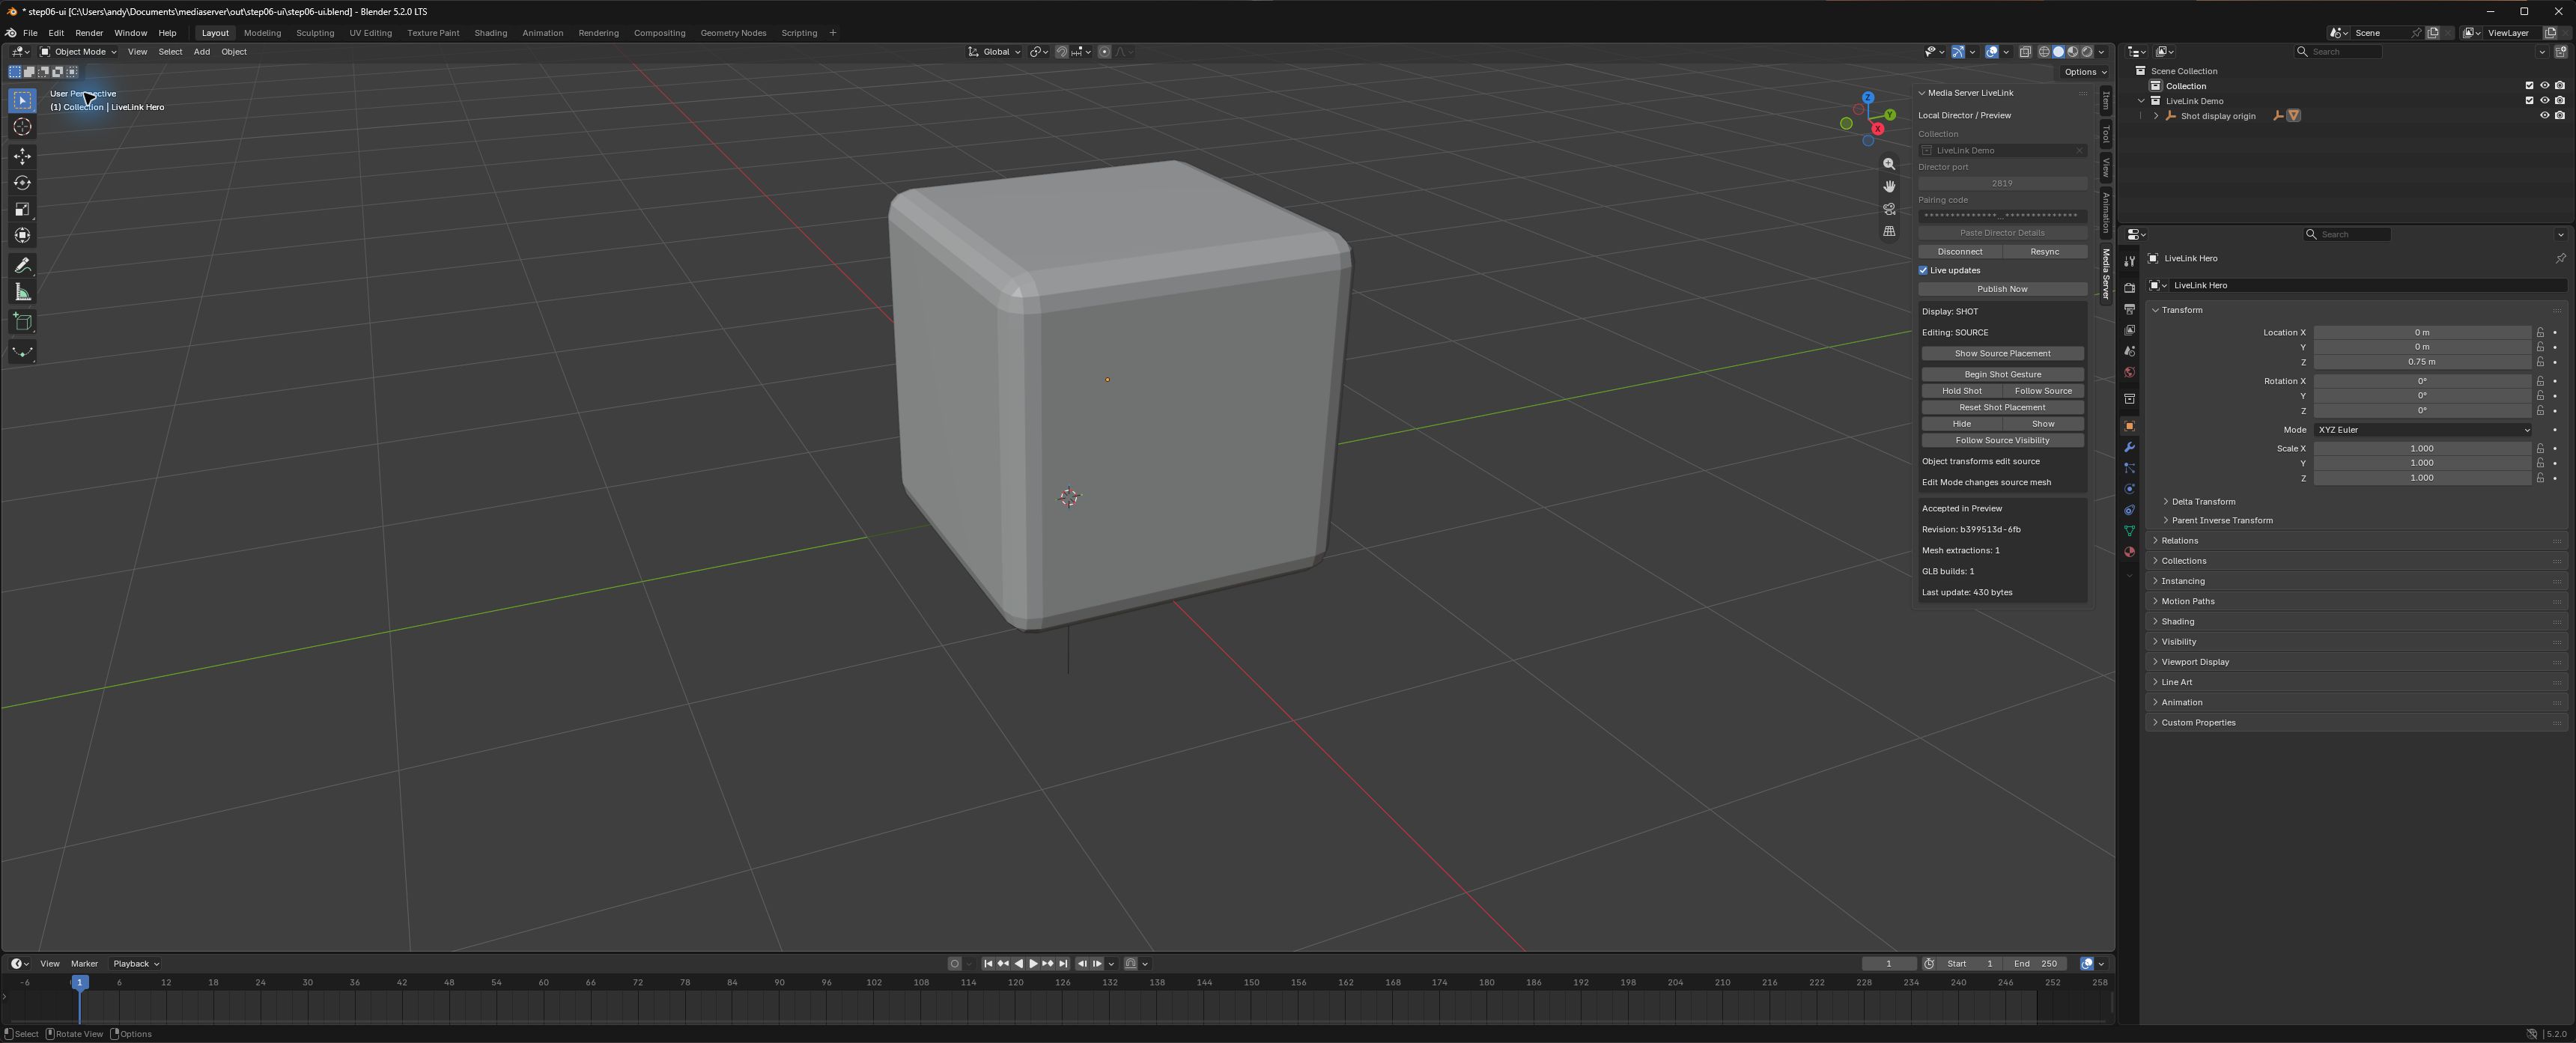 * step06-ui [C:\Users\andy\Documents\mediaserver\out\step06-ui\step06-ui.blend] - Blender 5.2.0 LTS
File Edit Render Window Help Layout Modeling Sculpting UV Editing Texture Paint Shading Animation Rendering Compositing Geometry Nodes Scripting + Scene ViewLayer
Object Mode View Select Add Object Global Search
Options
User Perspective
(1) Collection | LiveLink Hero
Z
Y
X
Media Server LiveLink
Local Director / Preview
Collection
LiveLink Demo
Director port
2819
Pairing code
Paste Director Details
Disconnect Resync
Live updates
Publish Now
Display: SHOT
Editing: SOURCE
Show Source Placement
Begin Shot Gesture
Hold Shot Follow Source
Reset Shot Placement
Hide Show
Follow Source Visibility
Object transforms edit source
Edit Mode changes source mesh
Accepted in Preview
Revision: b399513d-6fb
Mesh extractions: 1
GLB builds: 1
Last update: 430 bytes
Item
Tool
View
Animation
Media Server
Scene Collection
Collection
LiveLink Demo
Shot display origin
Search
LiveLink Hero
LiveLink Hero
Transform
Location X 0 m
Y 0 m
Z 0.75 m
Rotation X 0°
Y 0°
Z 0°
Mode XYZ Euler
Scale X 1.000
Y 1.000
Z 1.000
Delta Transform
Parent Inverse Transform
Relations
Collections
Instancing
Motion Paths
Shading
Visibility
Viewport Display
Line Art
Animation
Custom Properties
View Marker Playback 1 Start 1 End 250
-6 1 6 12 18 24 30 36 42 48 54 60 66 72 78 84 90 96 102 108 114 120 126 132 138 144 150 156 162 168 174 180 186 192 198 204 210 216 222 228 234 240 246 252 258
Select Rotate View Options 5.2.0